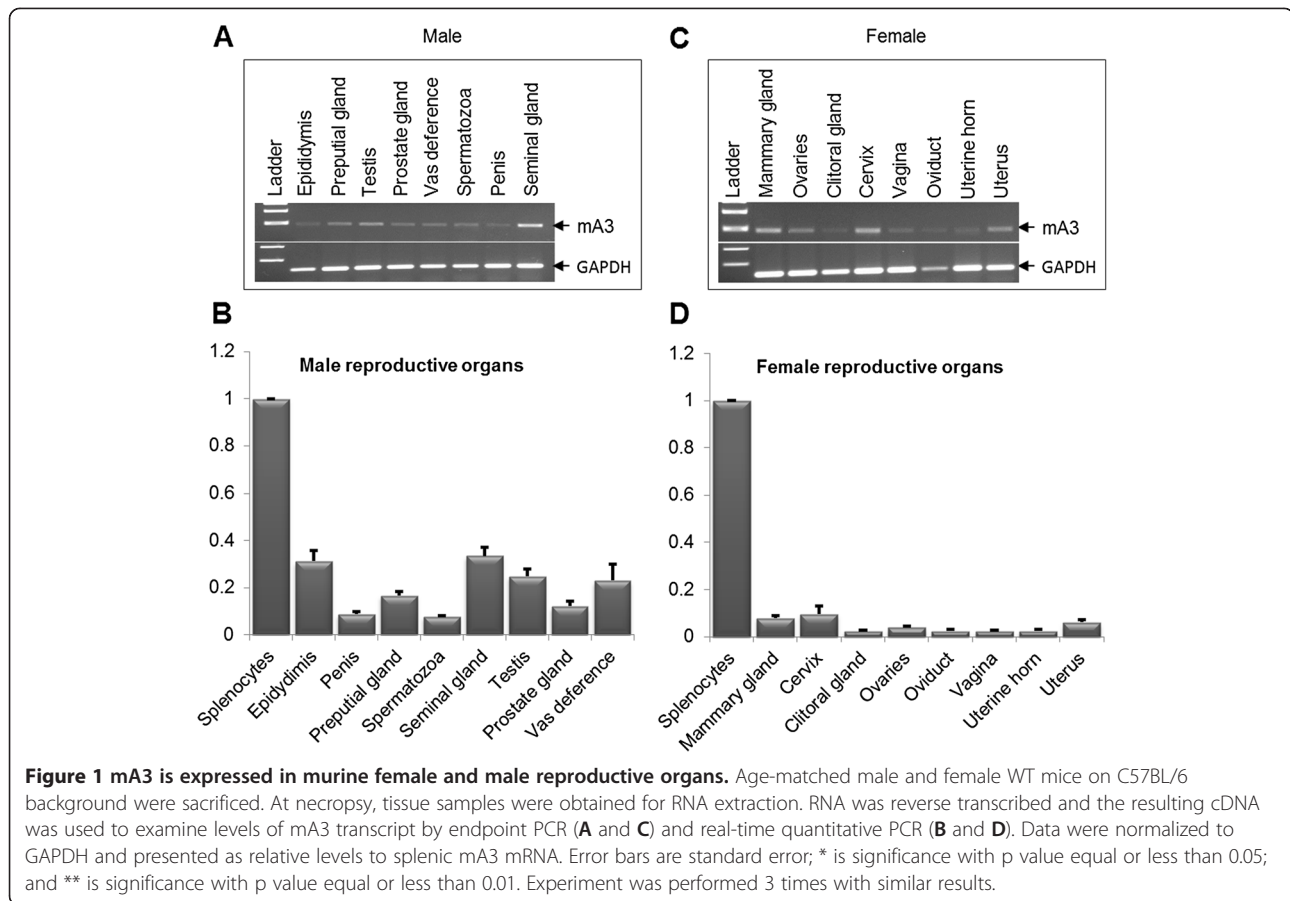 A
Male
Ladder
Epididymis
Preputial gland
Testis
Prostate gland
Vas deference
Spermatozoa
Penis
Seminal gland
mA3
GAPDH
C
Female
Ladder
Mammary gland
Ovaries
Clitoral gland
Cervix
Vagina
Oviduct
Uterine horn
Uterus
mA3
GAPDH
B
Male reproductive organs
1.2
1
0.8
0.6
0.4
0.2
0
Splenocytes
Epidydimis
Penis
Preputial gland
Spermatozoa
Seminal gland
Testis
Prostate gland
Vas deference
D
Female reproductive organs
1.2
1
0.8
0.6
0.4
0.2
0
Splenocytes
Mammary gland
Cervix
Clitoral gland
Ovaries
Oviduct
Vagina
Uterine horn
Uterus
Figure 1 mA3 is expressed in murine female and male reproductive organs. Age-matched male and female WT mice on C57BL/6
background were sacrificed. At necropsy, tissue samples were obtained for RNA extraction. RNA was reverse transcribed and the resulting cDNA
was used to examine levels of mA3 transcript by endpoint PCR (A and C) and real-time quantitative PCR (B and D). Data were normalized to
GAPDH and presented as relative levels to splenic mA3 mRNA. Error bars are standard error; * is significance with p value equal or less than 0.05;
and ** is significance with p value equal or less than 0.01. Experiment was performed 3 times with similar results.